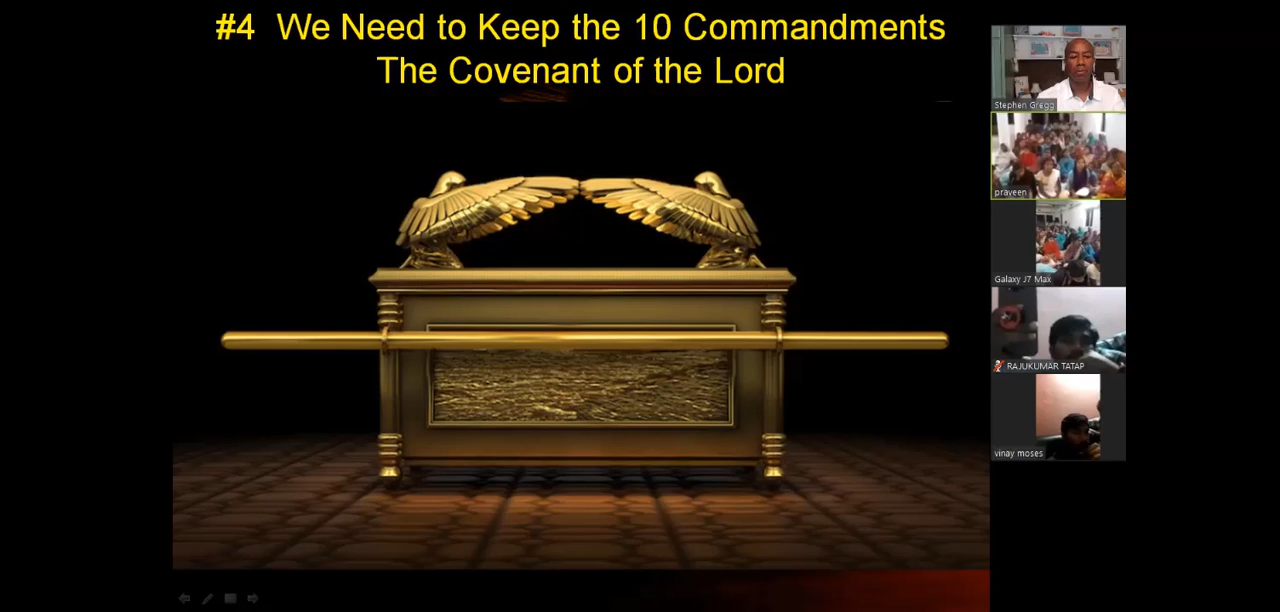 #4 We Need to Keep the 10 Commandments
The Covenant of the Lord
Stephen Gregg
praveen
Galaxy J7 Max
RAJUKUMAR TATAP
vinay moses